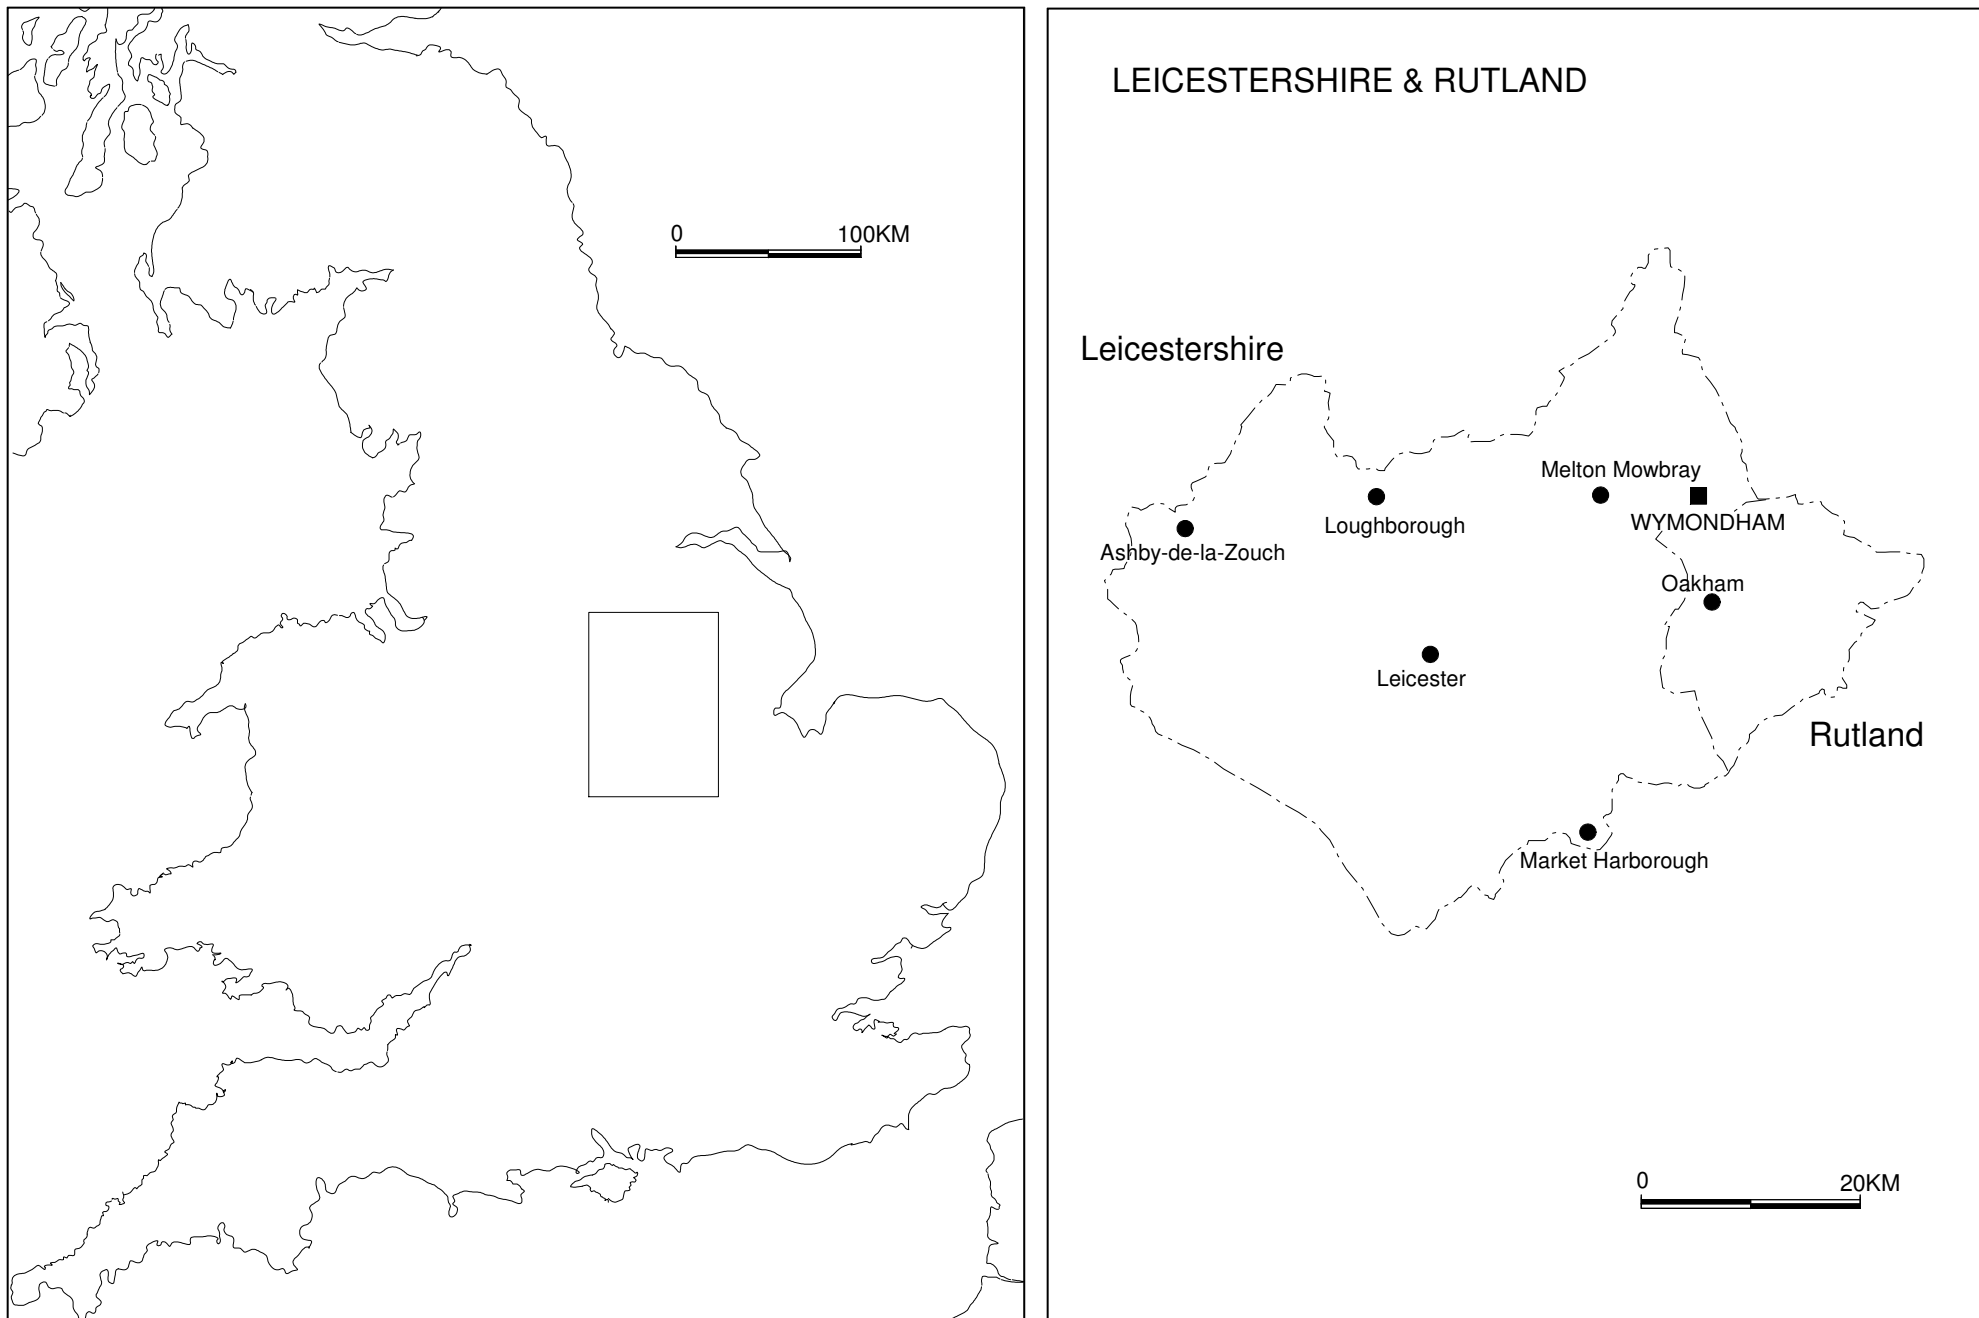 0 100KM
LEICESTERSHIRE & RUTLAND
Leicestershire
Melton Mowbray
WYMONDHAM
Loughborough
Ashby-de-la-Zouch
Oakham
Leicester
Rutland
Market Harborough
0 20KM